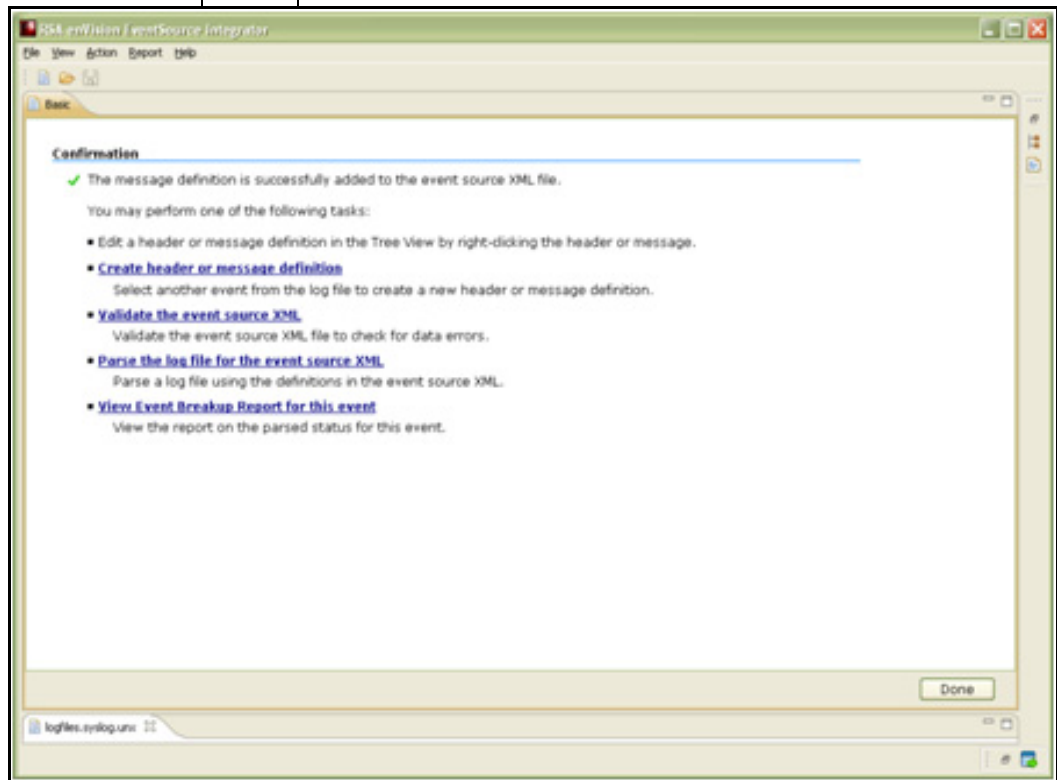 RSA enVision EventSource Integrator
File View Action Report Help
Basic
Confirmation
The message definition is successfully added to the event source XML file.
You may perform one of the following tasks:
Edit a header or message definition in the Tree View by right-clicking the header or message.
Create header or message definition
Select another event from the log file to create a new header or message definition.
Validate the event source XML
Validate the event source XML file to check for data errors.
Parse the log file for the event source XML
Parse a log file using the definitions in the event source XML.
View Event Breakup Report for this event
View the report on the parsed status for this event.
Done
logfiles.syslog.unx